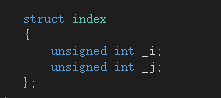 struct index
{
    unsigned int _i;
    unsigned int _j;
};